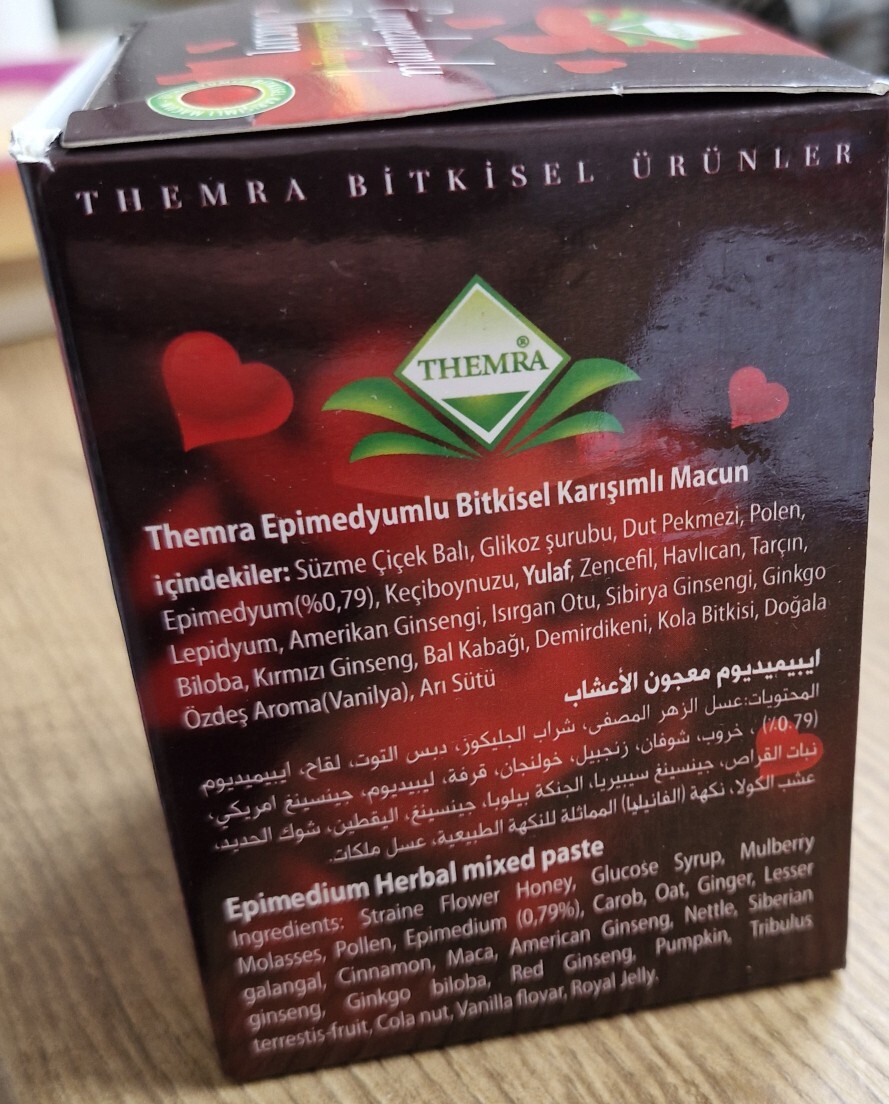 THEMRA BİTKİSEL ÜRÜNLER
THEMRA®
Themra Epimedyumlu Bitkisel Karışımlı Macun
içindekiler: Süzme Çiçek Balı, Glikoz şurubu, Dut Pekmezi, Polen,
Epimedyum(%0,79), Keçiboynuzu, Yulaf, Zencefil, Havlıcan, Tarçın,
Lepidyum, Amerikan Ginsengi, Isırgan Otu, Sibirya Ginsengi, Ginkgo
Biloba, Kırmızı Ginseng, Bal Kabağı, Demirdikeni, Kola Bitkisi, Doğala
Özdeş Aroma(Vanilya), Arı Sütü
ايبيميديوم معجون الأعشاب
المحتويات:عسل الزهر المصفى، شراب الجليكوز، دبس التوت، لقاح، ايبيميديوم
(٪0.79) ، خروب، شوفان، زنجبيل، خولنجان، قرفة، ليبيديوم، جينسينغ امريكي،
نبات القراص، جينسينغ سيبيريا، الجنكة بيلوبا، جينسينغ، اليقطين، شوك الحديد،
عشب الكولا، نكهة (الفانيليا) المماثلة للنكهة الطبيعية، عسل ملكات.
Epimedium Herbal mixed paste
Ingredients: Straine Flower Honey, Glucose Syrup, Mulberry
Molasses, Pollen, Epimedium (0,79%), Carob, Oat, Ginger, Lesser
galangal, Cinnamon, Maca, American Ginseng, Nettle, Siberian
ginseng, Ginkgo biloba, Red Ginseng, Pumpkin, Tribulus
terrestis-fruit, Cola nut, Vanilla flovar, Royal Jelly.